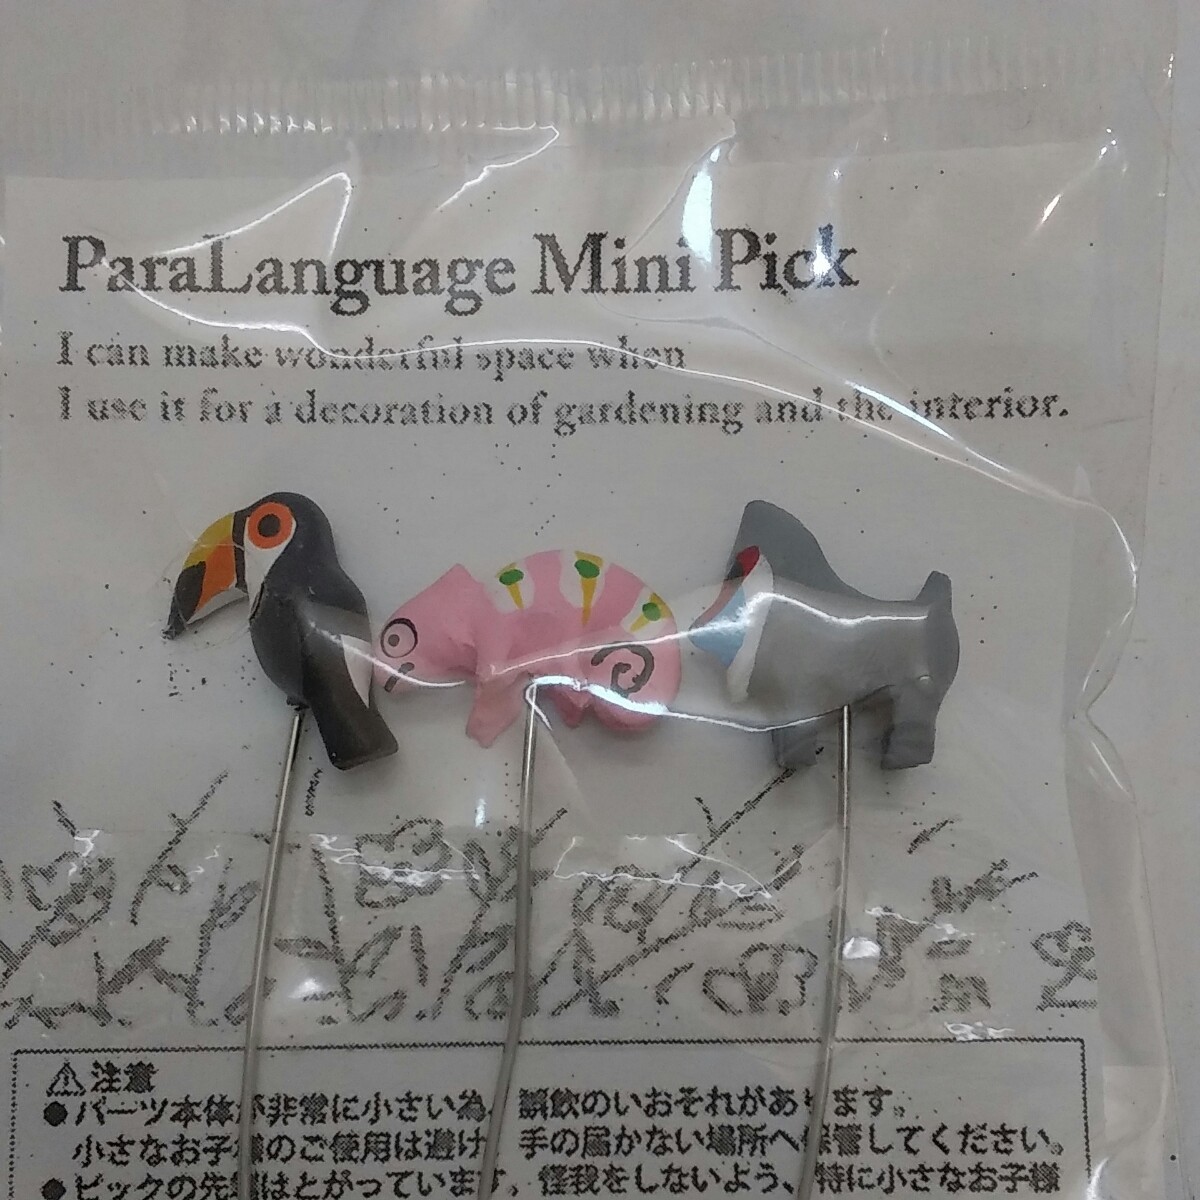 ParaLanguage Mini Pick
I can make wonderful space when
I use it for a decoration of gardening and the interior.
⚠注意
●パーツ本体が非常に小さい為、誤飲のいおそれがあります。
小さなお子様のご使用は避け、手の届かない場所へ保管してください。
●ピックの先端はとがっています。怪我をしないよう、特に小さなお子様